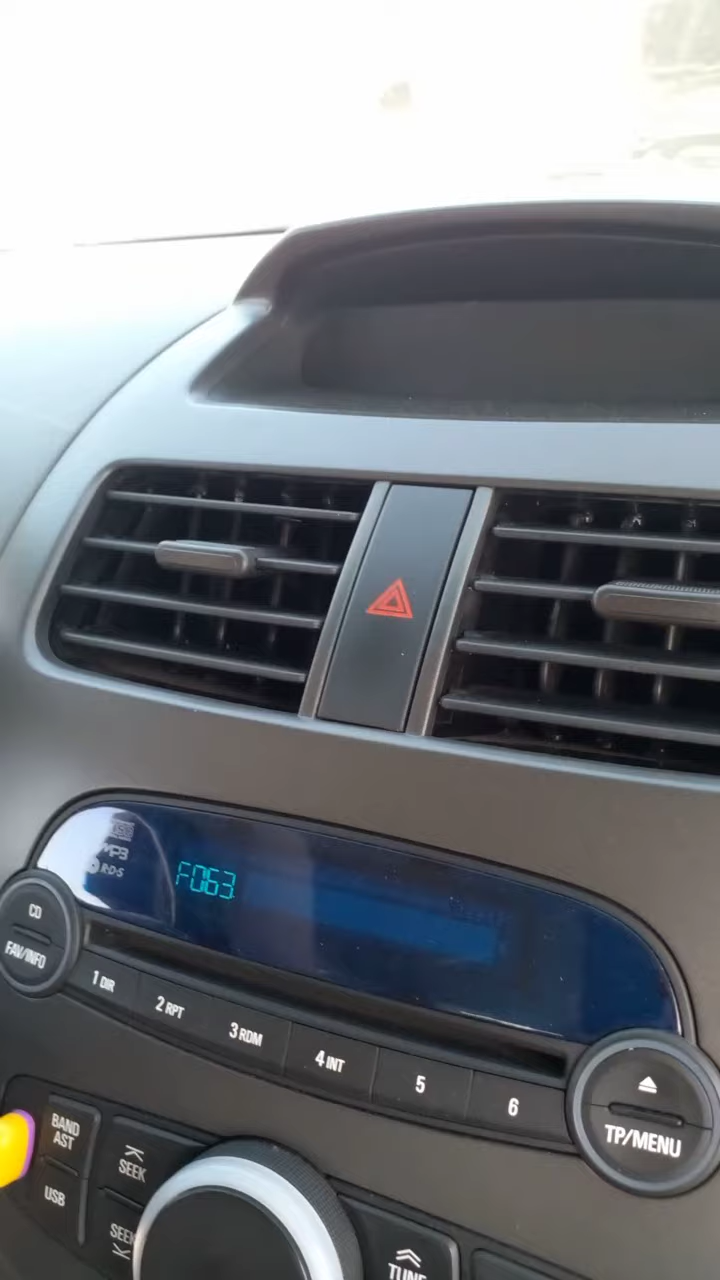 MP3
R·D·S
F063
CD
FAV/INFO
1 DIR
2 RPT
3 RDM
4 INT
5
6
TP/MENU
BAND
AST
SEEK
USB
SEEK
TUNE